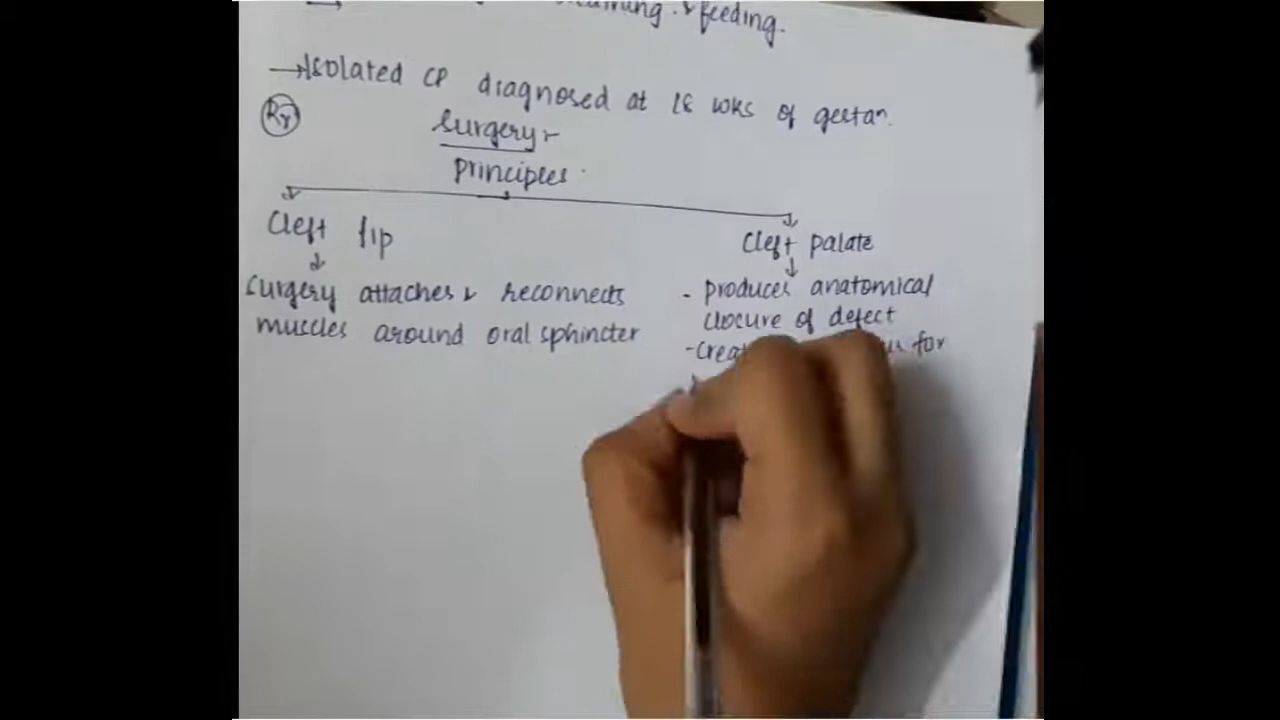 & feeding.
→ Isolated CP diagnosed at 18 wks of gestan.
Rx
Surgery
Principles
Cleft lip
Cleft palate
surgery attaches & reconnects
muscles around oral sphincter
- produces anatomical
closure of defect
for